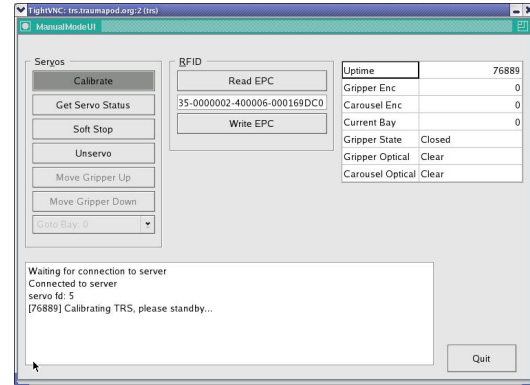 TightVNC: trs.traumapod.org:2 (trs)
ManualModeUI
Servos
Calibrate
Get Servo Status
Soft Stop
Unservo
Move Gripper Up
Move Gripper Down
Goto Bay: 0
RFID
Read EPC
35-0000002-400006-000169DC0
Write EPC
Uptime 76889
Gripper Enc 0
Carousel Enc 0
Current Bay 0
Gripper State Closed
Gripper Optical Clear
Carousel Optical Clear
Waiting for connection to server
Connected to server
servo fd: 5
[76889] Calibrating TRS, please standby...
Quit